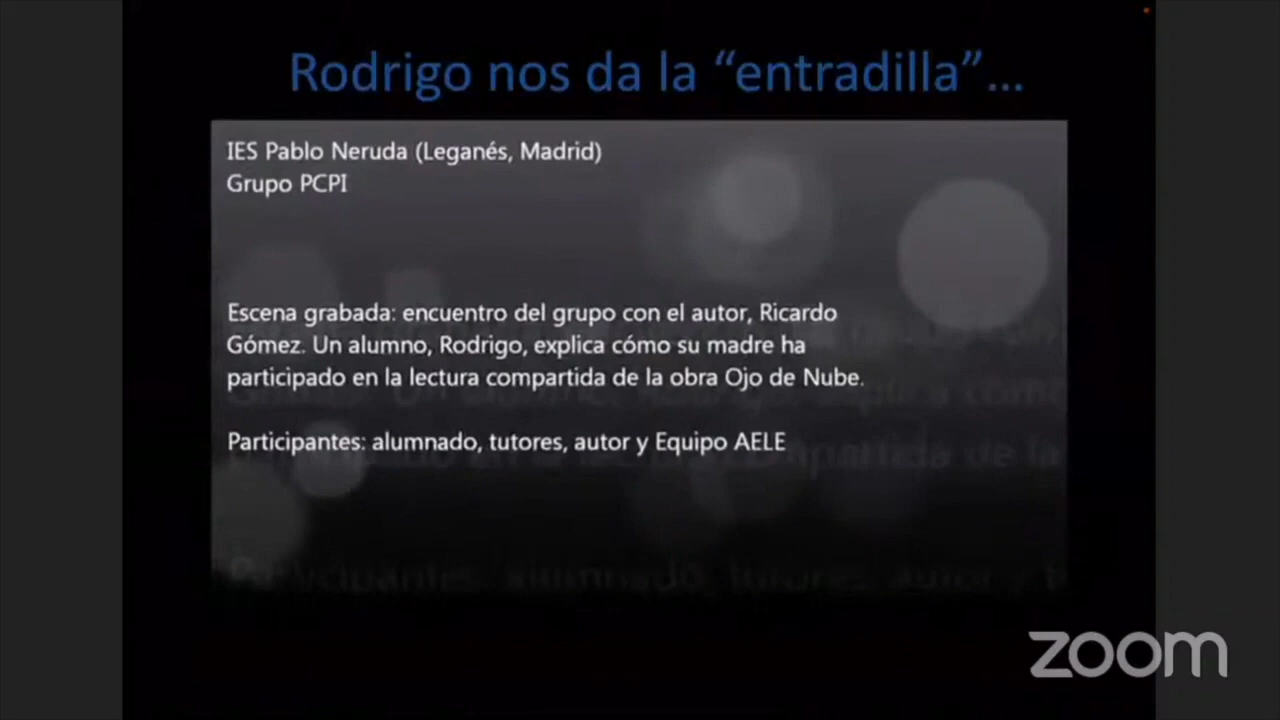 Rodrigo nos da la “entradilla”...
IES Pablo Neruda (Leganés, Madrid)
Grupo PCPI
Escena grabada: encuentro del grupo con el autor, Ricardo
Gómez. Un alumno, Rodrigo, explica cómo su madre ha
participado en la lectura compartida de la obra Ojo de Nube.
Participantes: alumnado, tutores, autor y Equipo AELE
zoom